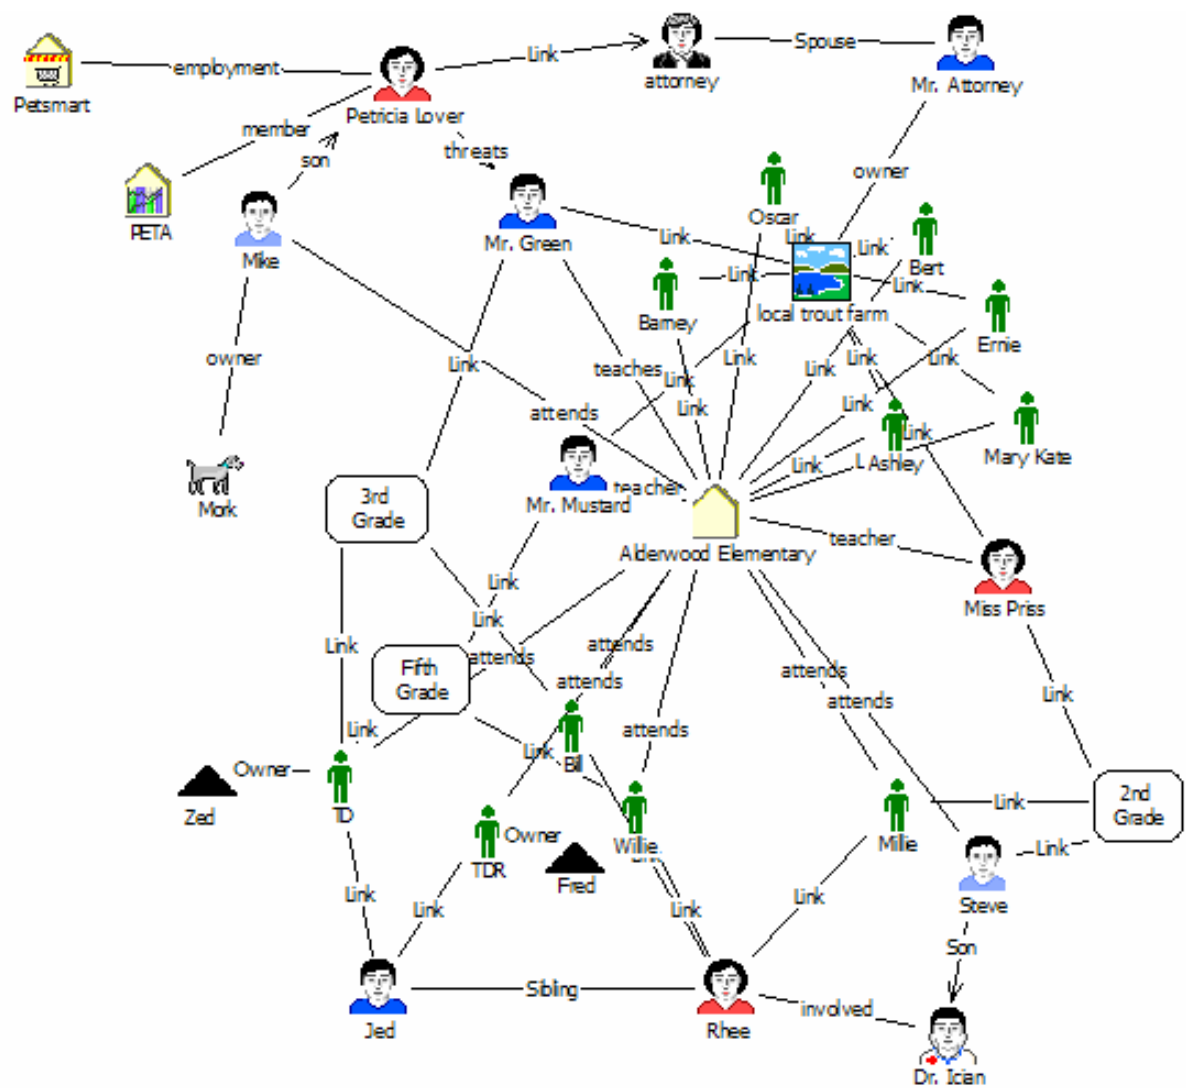 Spouse
Link
attorney
Mr. Attorney
employment
Petsmart
Petricia Lover
member
son
threats
owner
PETA
Mike
Mr. Green
Oscar
Link
Link
Link
Bert
Link
Link
Barney
local trout farm
Ernie
owner
Link
teaches
Link
Link
Link
Link
Link
attends
Link
Link
Link
Mary Kate
Link
L Ashley
Mork
3rd
Grade
Mr. Mustard
teacher
Alderwood Elementary
teacher
Miss Priss
Link
Link
Link
attends
attends
Fifth
Grade
attends
attends
attends
Link
Link
Link
attends
Owner
Bill
Zed
TD
Link
2nd
Grade
Owner
Willie
Millie
Link
TDR
Fred
Link
Link
Link
Link
Steve
Son
Sibling
involved
Jed
Rhee
Dr. Ician